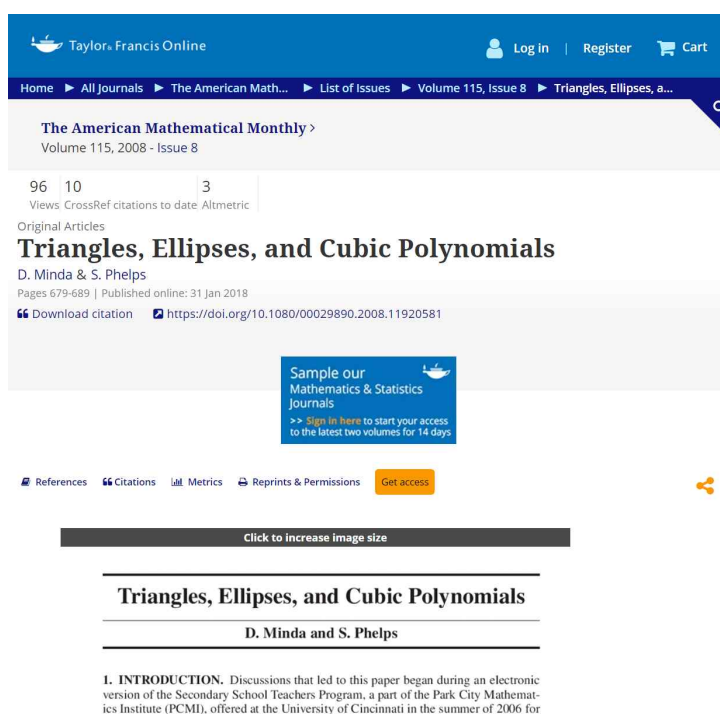 Taylor & Francis Online
Log in | Register Cart
Home ▶ All Journals ▶ The American Math... ▶ List of Issues ▶ Volume 115, Issue 8 ▶ Triangles, Ellipses, a...
The American Mathematical Monthly >
Volume 115, 2008 - Issue 8
96 10 3
Views CrossRef citations to date Altmetric
Original Articles
Triangles, Ellipses, and Cubic Polynomials
D. Minda & S. Phelps
Pages 679-689 | Published online: 31 Jan 2018
Download citation https://doi.org/10.1080/00029890.2008.11920581
Sample our
Mathematics & Statistics
Journals
>> Sign in here to start your access
to the latest two volumes for 14 days
References Citations Metrics Reprints & Permissions Get access
Click to increase image size
Triangles, Ellipses, and Cubic Polynomials
D. Minda and S. Phelps
1. INTRODUCTION. Discussions that led to this paper began during an electronic
version of the Secondary School Teachers Program, a part of the Park City Mathemat-
ics Institute (PCMI), offered at the University of Cincinnati in the summer of 2006 for